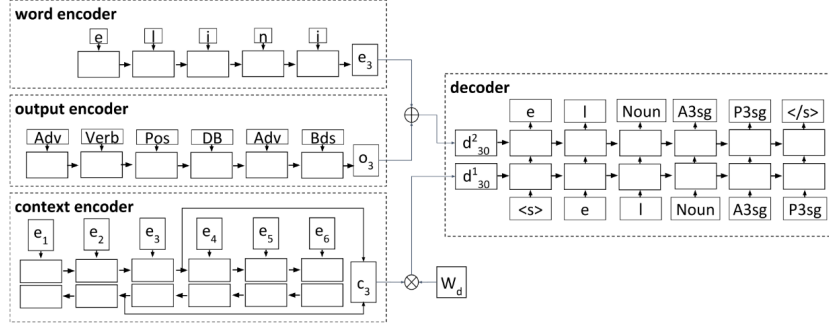 word encoder
e l i n i
e3
output encoder
Adv Verb Pos DB Adv Bds
o3
context encoder
e1 e2 e3 e4 e5 e6
c3
Wd
decoder
e l Noun A3sg P3sg </s>
d²30
d¹30
<s> e l Noun A3sg P3sg